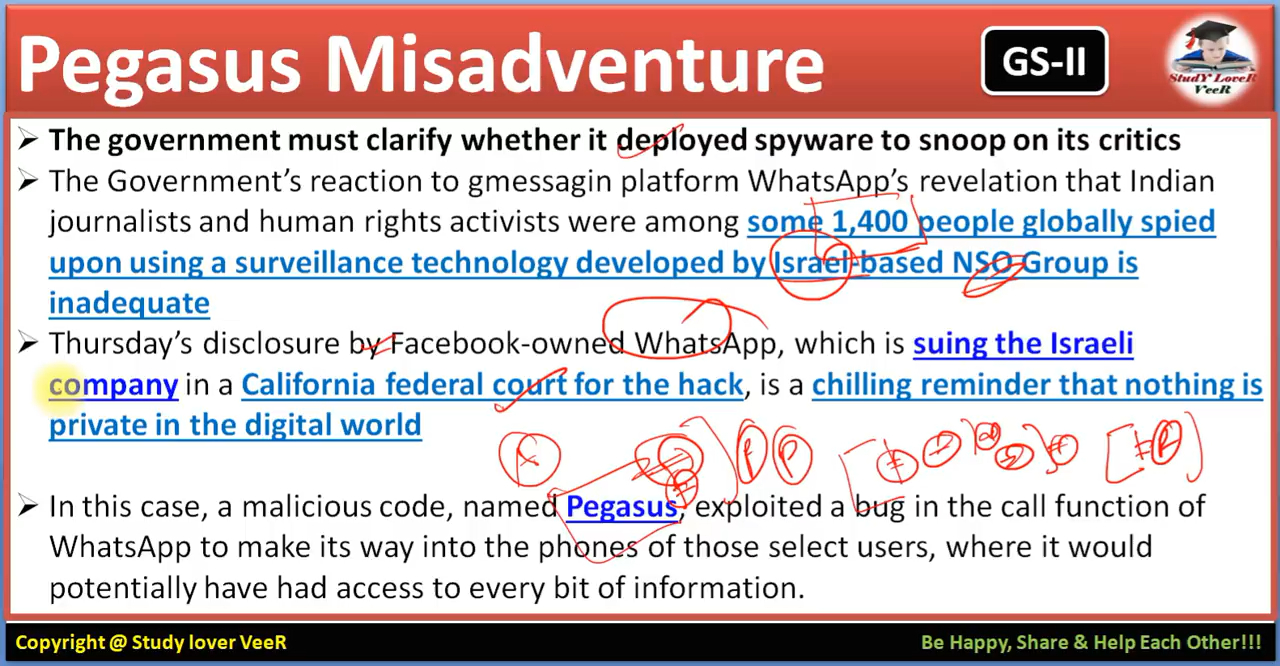 Pegasus Misadventure
GS-II
StudY LoveR
VeeR
➢ The government must clarify whether it deployed spyware to snoop on its critics
➢ The Government's reaction to gmessagin platform WhatsApp's revelation that Indian
journalists and human rights activists were among some 1,400 people globally spied
upon using a surveillance technology developed by Israel-based NSO Group is
inadequate
➢ Thursday's disclosure by Facebook-owned WhatsApp, which is suing the Israeli
company in a California federal court for the hack, is a chilling reminder that nothing is
private in the digital world
➢ In this case, a malicious code, named Pegasus, exploited a bug in the call function of
WhatsApp to make its way into the phones of those select users, where it would
potentially have had access to every bit of information.
Copyright @ Study lover VeeR
Be Happy, Share & Help Each Other!!!